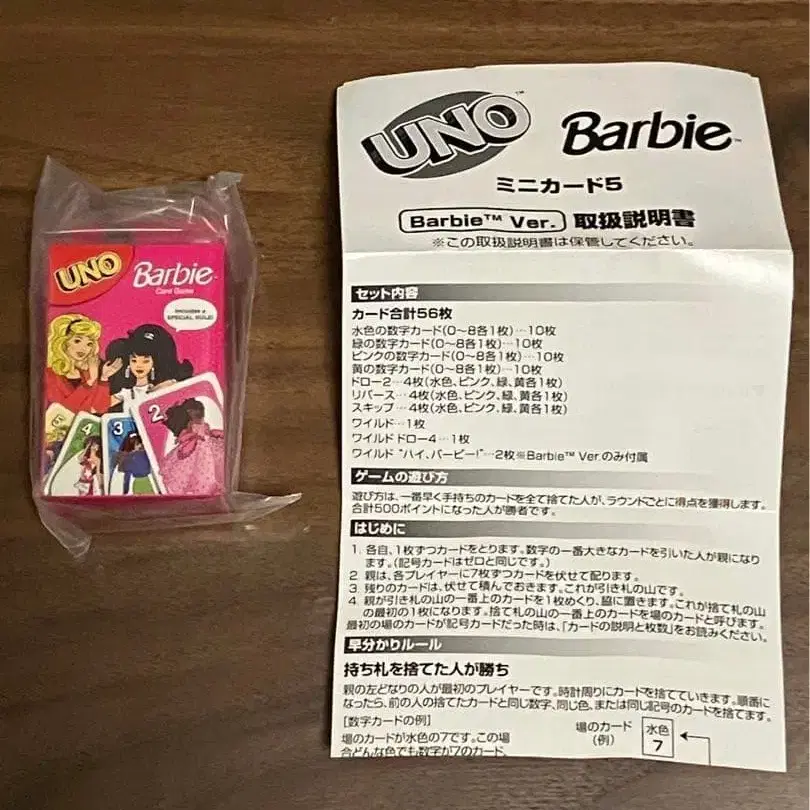 UNO
Barbie™
Card Game
INCLUDES a SPECIAL RULE!
4
3
2
UNO™ Barbie™
ミニカード5
Barbie™ Ver. 取扱説明書
※この取扱説明書は保管してください。
セット内容
カード合計56枚
水色の数字カード(0～8各1枚)…10枚
緑の数字カード(0～8各1枚)…10枚
ピンクの数字カード(0～8各1枚)…10枚
黄の数字カード(0～8各1枚)…10枚
ドロー2…4枚(水色、ピンク、緑、黄各1枚)
リバース…4枚(水色、ピンク、緑、黄各1枚)
スキップ…4枚(水色、ピンク、緑、黄各1枚)
ワイルド…1枚
ワイルドドロー4…1枚
ワイルド "ハイ、バービー!"…2枚※Barbie™ Ver.のみ付属
ゲームの遊び方
遊び方は、一番早く手持ちのカードを全て捨てた人が、ラウンドごとに得点を獲得します。
合計500ポイントになった人が勝者です。
はじめに
1. 各自、1枚ずつカードをとります。数字の一番大きなカードを引いた人が親になり
ます。(記号カードはゼロと同じです。)
2. 親は、各プレイヤーに7枚ずつカードを伏せて配ります。
3. 残りのカードは、伏せて積んでおきます。これが引き札の山です。
4. 親が引き札の山の一番上のカードを1枚めくり、脇に置きます。これが捨て札の山
の最初の1枚になります。捨て札の山の一番上のカードを場のカードと呼びます。
最初の場のカードが記号カードだった時は、「カードの説明と枚数」をお読みください。
早分かりルール
持ち札を捨てた人が勝ち
親の左どなりの人が最初のプレイヤーです。時計周りにカードを捨てていきます。順番に
なったら、前の人の捨てたカードと同じ数字、同じ色、または同じ記号のカードを捨てます。
[数字カードの例]
場のカードが水色の7です。この場
合どんな色でも数字が7のカード、
場のカード
(例)
水色
7